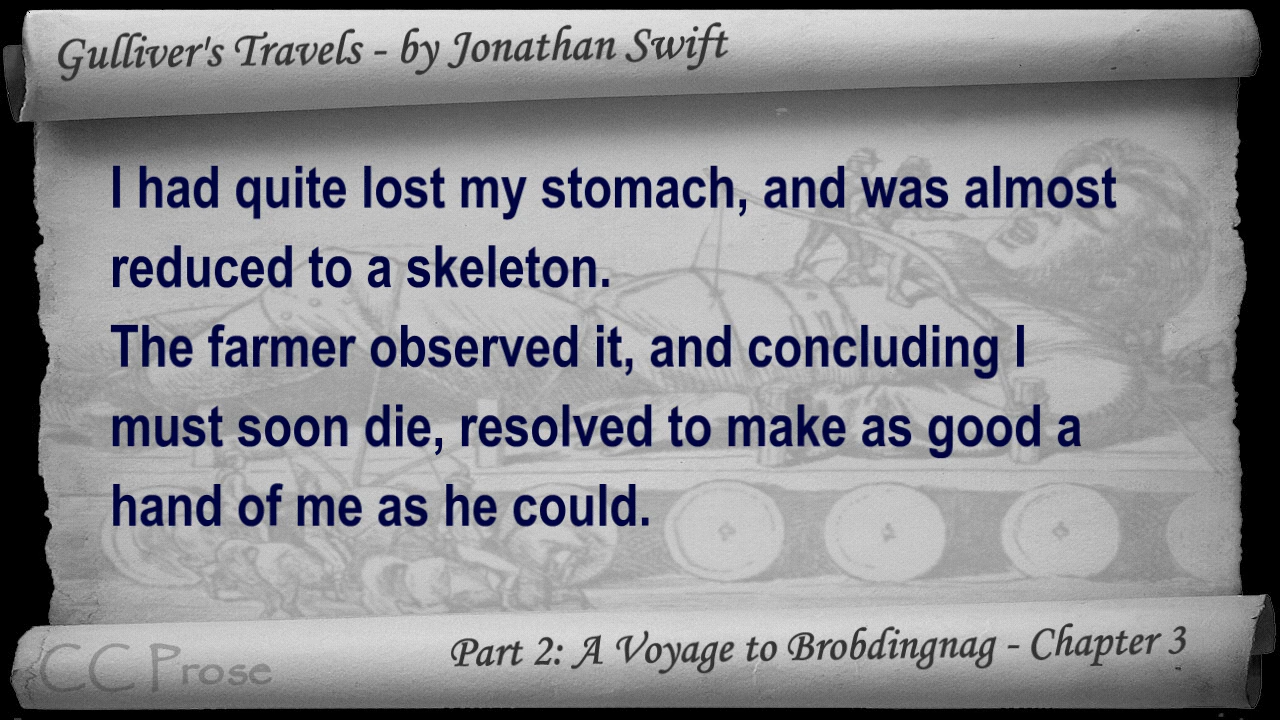 Gulliver's Travels - by Jonathan Swift
I had quite lost my stomach, and was almost
reduced to a skeleton.
The farmer observed it, and concluding I
must soon die, resolved to make as good a
hand of me as he could.
Part 2: A Voyage to Brobdingnag - Chapter 3
CC Prose